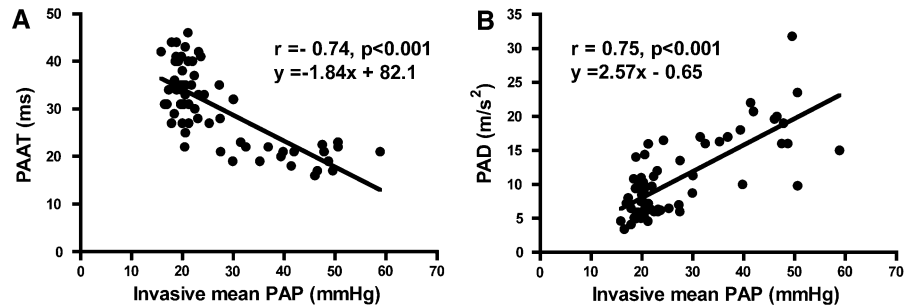 A
r =- 0.74, p<0.001
y =-1.84x + 82.1
PAAT (ms)
50
40
30
20
10
0
0 10 20 30 40 50 60 70
Invasive mean PAP (mmHg)
B
r = 0.75, p<0.001
y =2.57x - 0.65
PAD (m/s²)
35
30
25
20
15
10
5
0
0 10 20 30 40 50 60 70
Invasive mean PAP (mmHg)